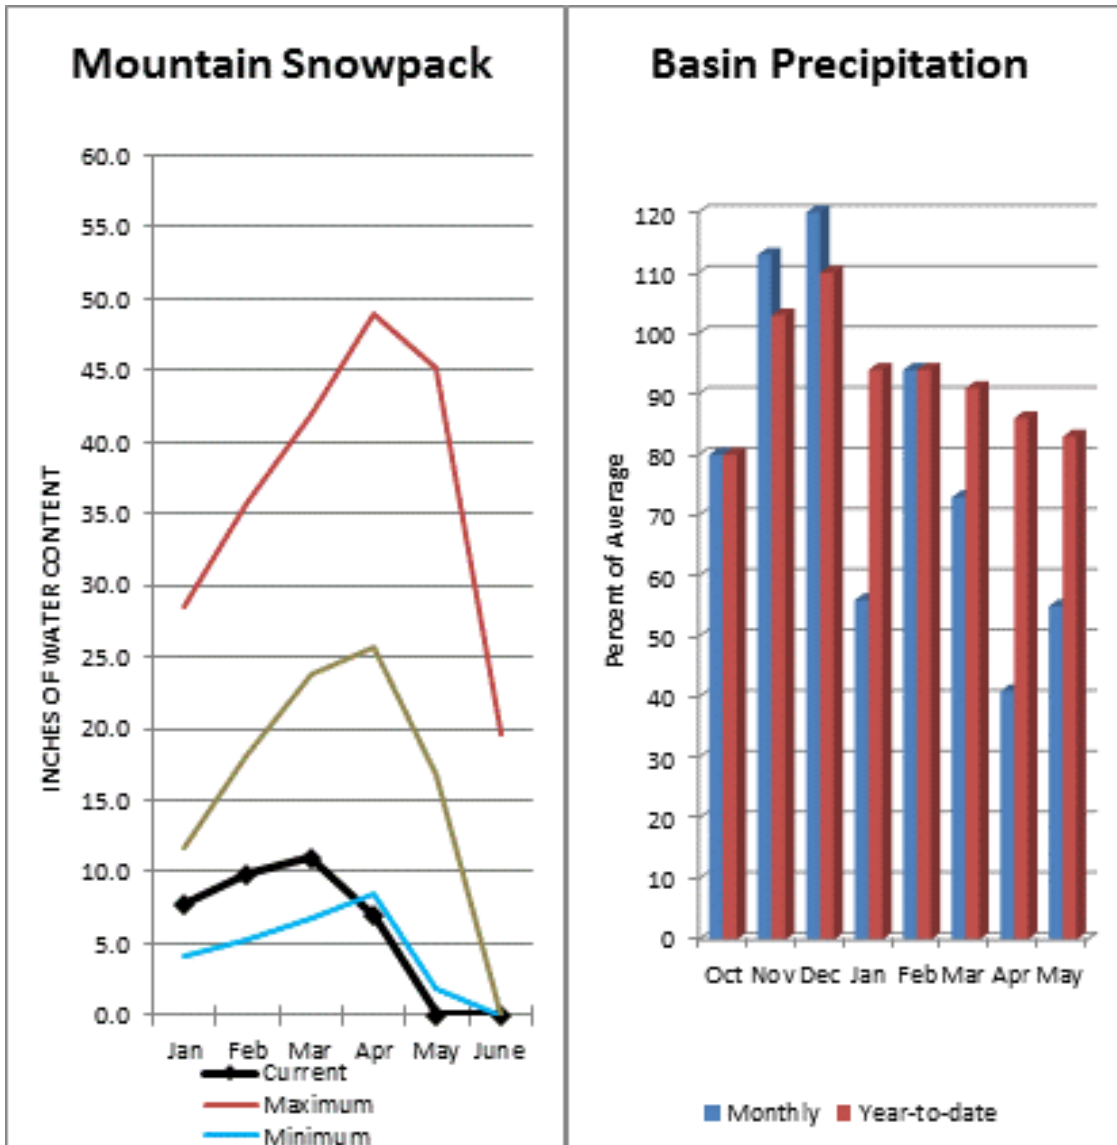 Mountain Snowpack
INCHES OF WATER CONTENT
60.0
55.0
50.0
45.0
40.0
35.0
30.0
25.0
20.0
15.0
10.0
5.0
0.0
Jan Feb Mar Apr May June
Current
Maximum
Minimum
Basin Precipitation
Percent of Average
120
110
100
90
80
70
60
50
40
30
20
10
0
Oct Nov Dec Jan Feb Mar Apr May
Monthly Year-to-date